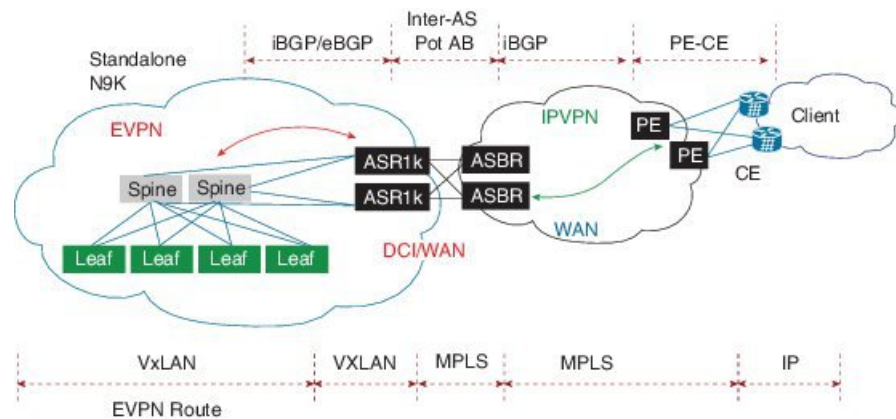 Inter-AS
iBGP/eBGP
Pot AB
iBGP
PE-CE
Standalone
N9K
EVPN
IPVPN
Client
PE
PE
CE
ASR1k
ASBR
ASR1k
ASBR
Spine
Spine
WAN
DCI/WAN
Leaf
Leaf
Leaf
Leaf
VxLAN
VXLAN
MPLS
MPLS
IP
EVPN Route